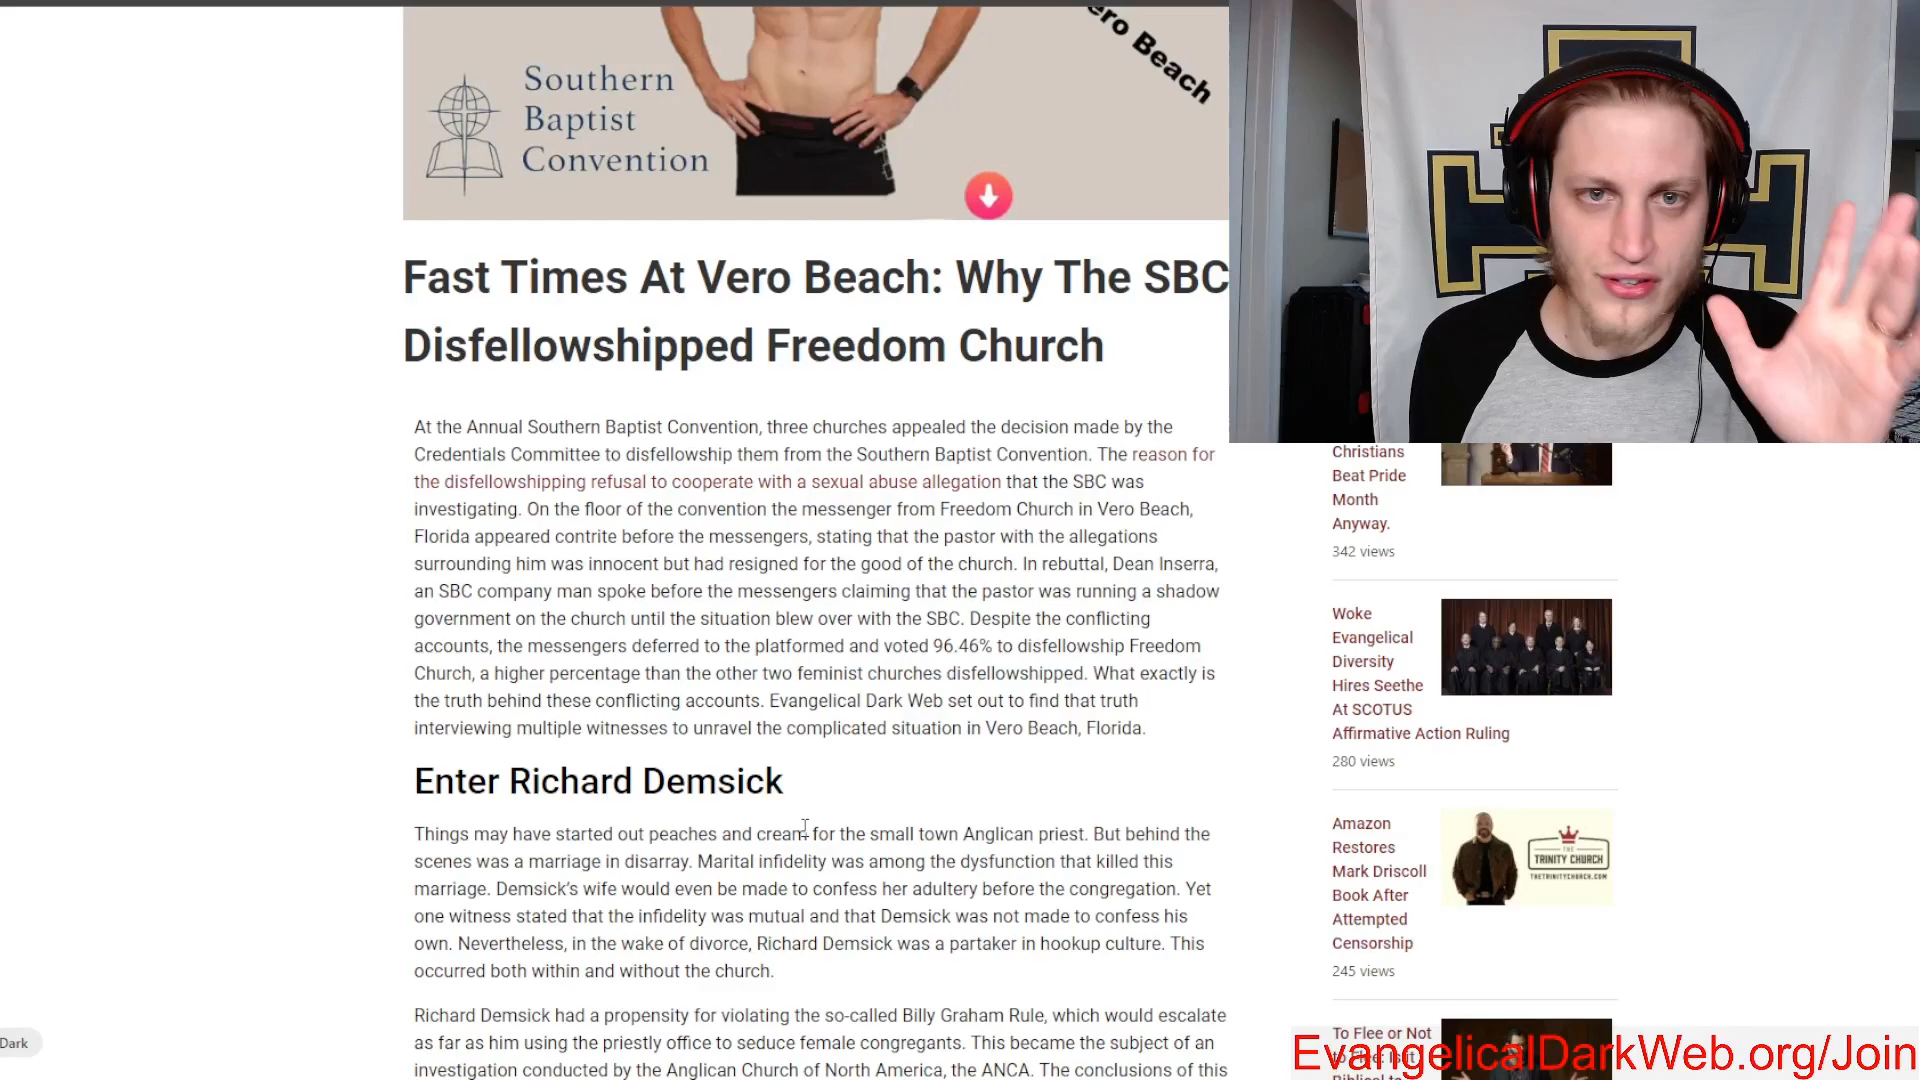 ero Beach
Southern
Baptist
Convention
Fast Times At Vero Beach: Why The SBC
Disfellowshipped Freedom Church
At the Annual Southern Baptist Convention, three churches appealed the decision made by the
Credentials Committee to disfellowship them from the Southern Baptist Convention. The reason for
the disfellowshipping refusal to cooperate with a sexual abuse allegation that the SBC was
investigating. On the floor of the convention the messenger from Freedom Church in Vero Beach,
Florida appeared contrite before the messengers, stating that the pastor with the allegations
surrounding him was innocent but had resigned for the good of the church. In rebuttal, Dean Inserra,
an SBC company man spoke before the messengers claiming that the pastor was running a shadow
government on the church until the situation blew over with the SBC. Despite the conflicting
accounts, the messengers deferred to the platformed and voted 96.46% to disfellowship Freedom
Church, a higher percentage than the other two feminist churches disfellowshipped. What exactly is
the truth behind these conflicting accounts. Evangelical Dark Web set out to find that truth
interviewing multiple witnesses to unravel the complicated situation in Vero Beach, Florida.
Enter Richard Demsick
Things may have started out peaches and cream for the small town Anglican priest. But behind the
scenes was a marriage in disarray. Marital infidelity was among the dysfunction that killed this
marriage. Demsick's wife would even be made to confess her adultery before the congregation. Yet
one witness stated that the infidelity was mutual and that Demsick was not made to confess his
own. Nevertheless, in the wake of divorce, Richard Demsick was a partaker in hookup culture. This
occurred both within and without the church.
Richard Demsick had a propensity for violating the so-called Billy Graham Rule, which would escalate
as far as him using the priestly office to seduce female congregants. This became the subject of an
investigation conducted by the Anglican Church of North America, the ANCA. The conclusions of this
Christians
Beat Pride
Month
Anyway.
342 views
Woke
Evangelical
Diversity
Hires Seethe
At SCOTUS
Affirmative Action Ruling
280 views
Amazon
Restores
Mark Driscoll
Book After
Attempted
Censorship
245 views
THE
TRINITY CHURCH
THETRINITYCHURCH.COM
To Flee or Not
EvangelicalDarkWeb.org/Join
Dark